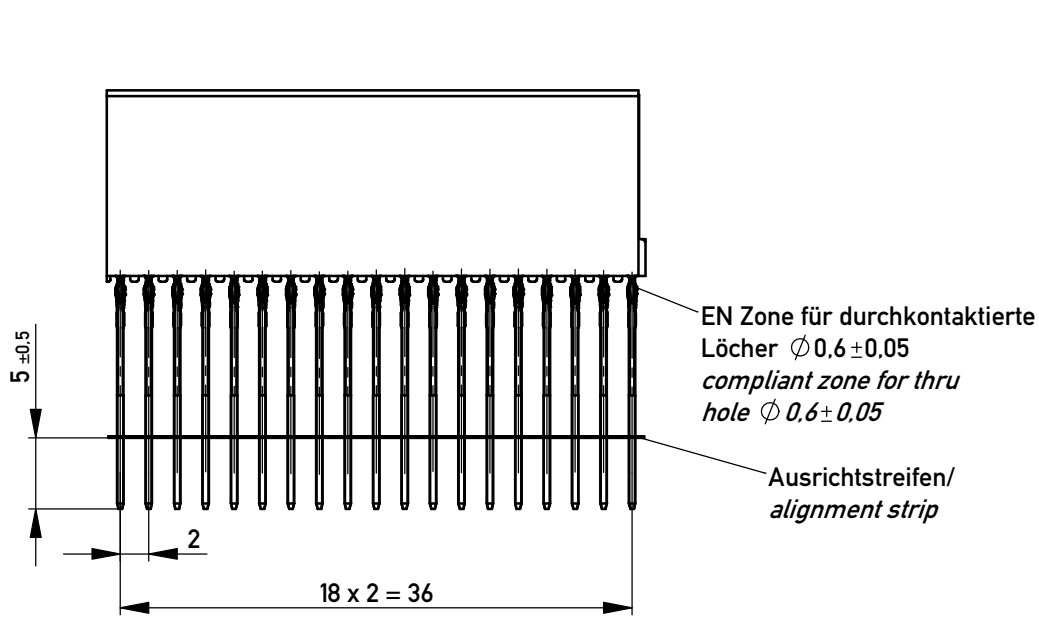 EN Zone für durchkontaktierte
Löcher ∅0,6±0,05
compliant zone for thru
hole ∅0,6±0,05
5 ±0,5
Ausrichtstreifen/
alignment strip
2
18 x 2 = 36